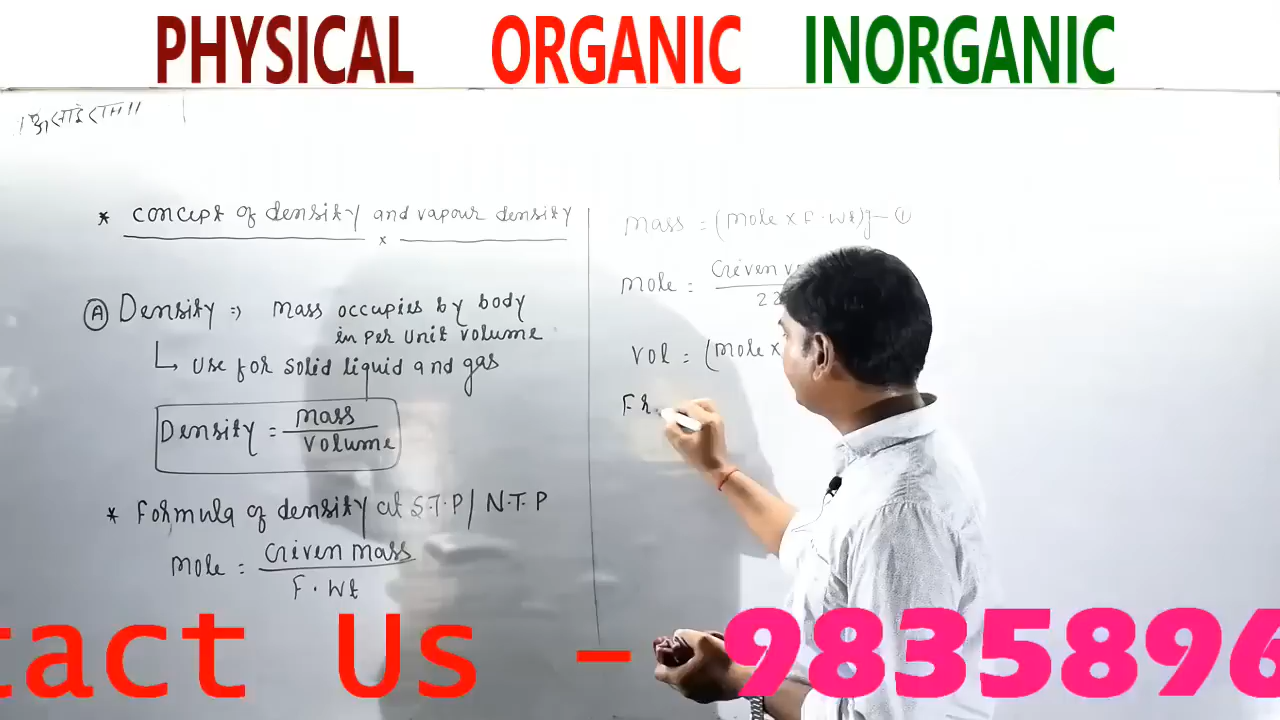 PHYSICAL ORGANIC INORGANIC
* concept of density and vapour density
x
Ⓐ Density => Mass occupies by body
in per unit volume
↳ use for solid liquid and gas
Density = mass
volume
* Formula of density at S.T.P / N.T.P
mole = Given mass
F. Wt
mass = (mole x F. Wt) - ①
mole = Given
22
vol = (mole x
Fr
tact Us - 9835896